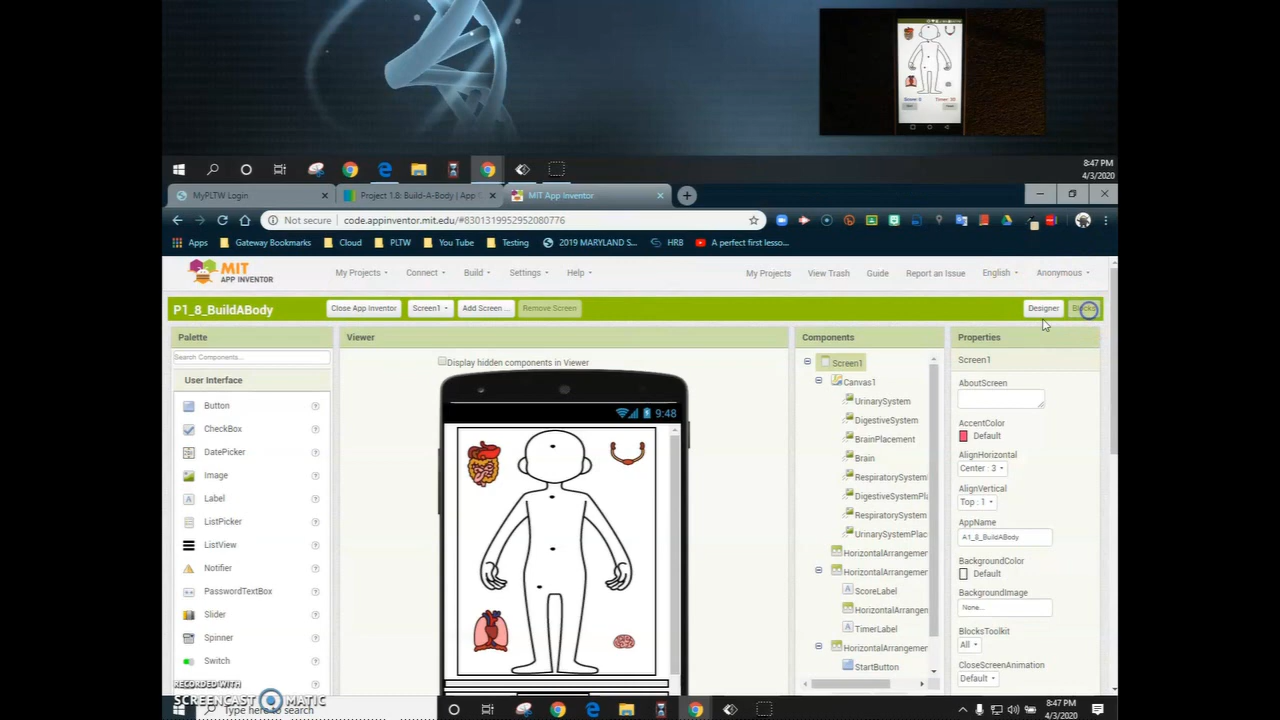 8:47 PM
4/3/2020
MyPLTW Login
Project 1.8: Build-A-Body | App
MIT App Inventor
Not secure
code.appinventor.mit.edu/#8301319952952080776
Apps
Gateway Bookmarks
Cloud
PLTW
You Tube
Testing
2019 MARYLAND S...
HRB
A perfect first lesso...
MIT
APP INVENTOR
My Projects
Connect
Build
Settings
Help
My Projects
View Trash
Guide
Report an Issue
English
Anonymous
P1_8_BuildABody
Close App Inventor
Screen1
Add Screen ...
Remove Screen
Designer
Blocks
Palette
Viewer
Components
Properties
Search Components...
Display hidden components in Viewer
User Interface
Button
CheckBox
DatePicker
Image
Label
ListPicker
ListView
Notifier
PasswordTextBox
Slider
Spinner
Switch
9:48
Screen1
Canvas1
UrinarySystem
DigestiveSystem
BrainPlacement
Brain
RespiratorySystem
DigestiveSystemPl
RespiratorySystem
UrinarySystemPlac
HorizontalArrangemer
HorizontalArrangemer
ScoreLabel
HorizontalArranger
TimerLabel
HorizontalArrangemer
StartButton
Screen1
AboutScreen
AccentColor
Default
AlignHorizontal
Center : 3
AlignVertical
Top : 1
AppName
A1_8_BuildABody
BackgroundColor
Default
BackgroundImage
None...
BlocksToolkit
All
CloseScreenAnimation
Default
RECORDED WITH
SCREENCAST MATIC
Type here to search
8:47 PM
4/3/2020